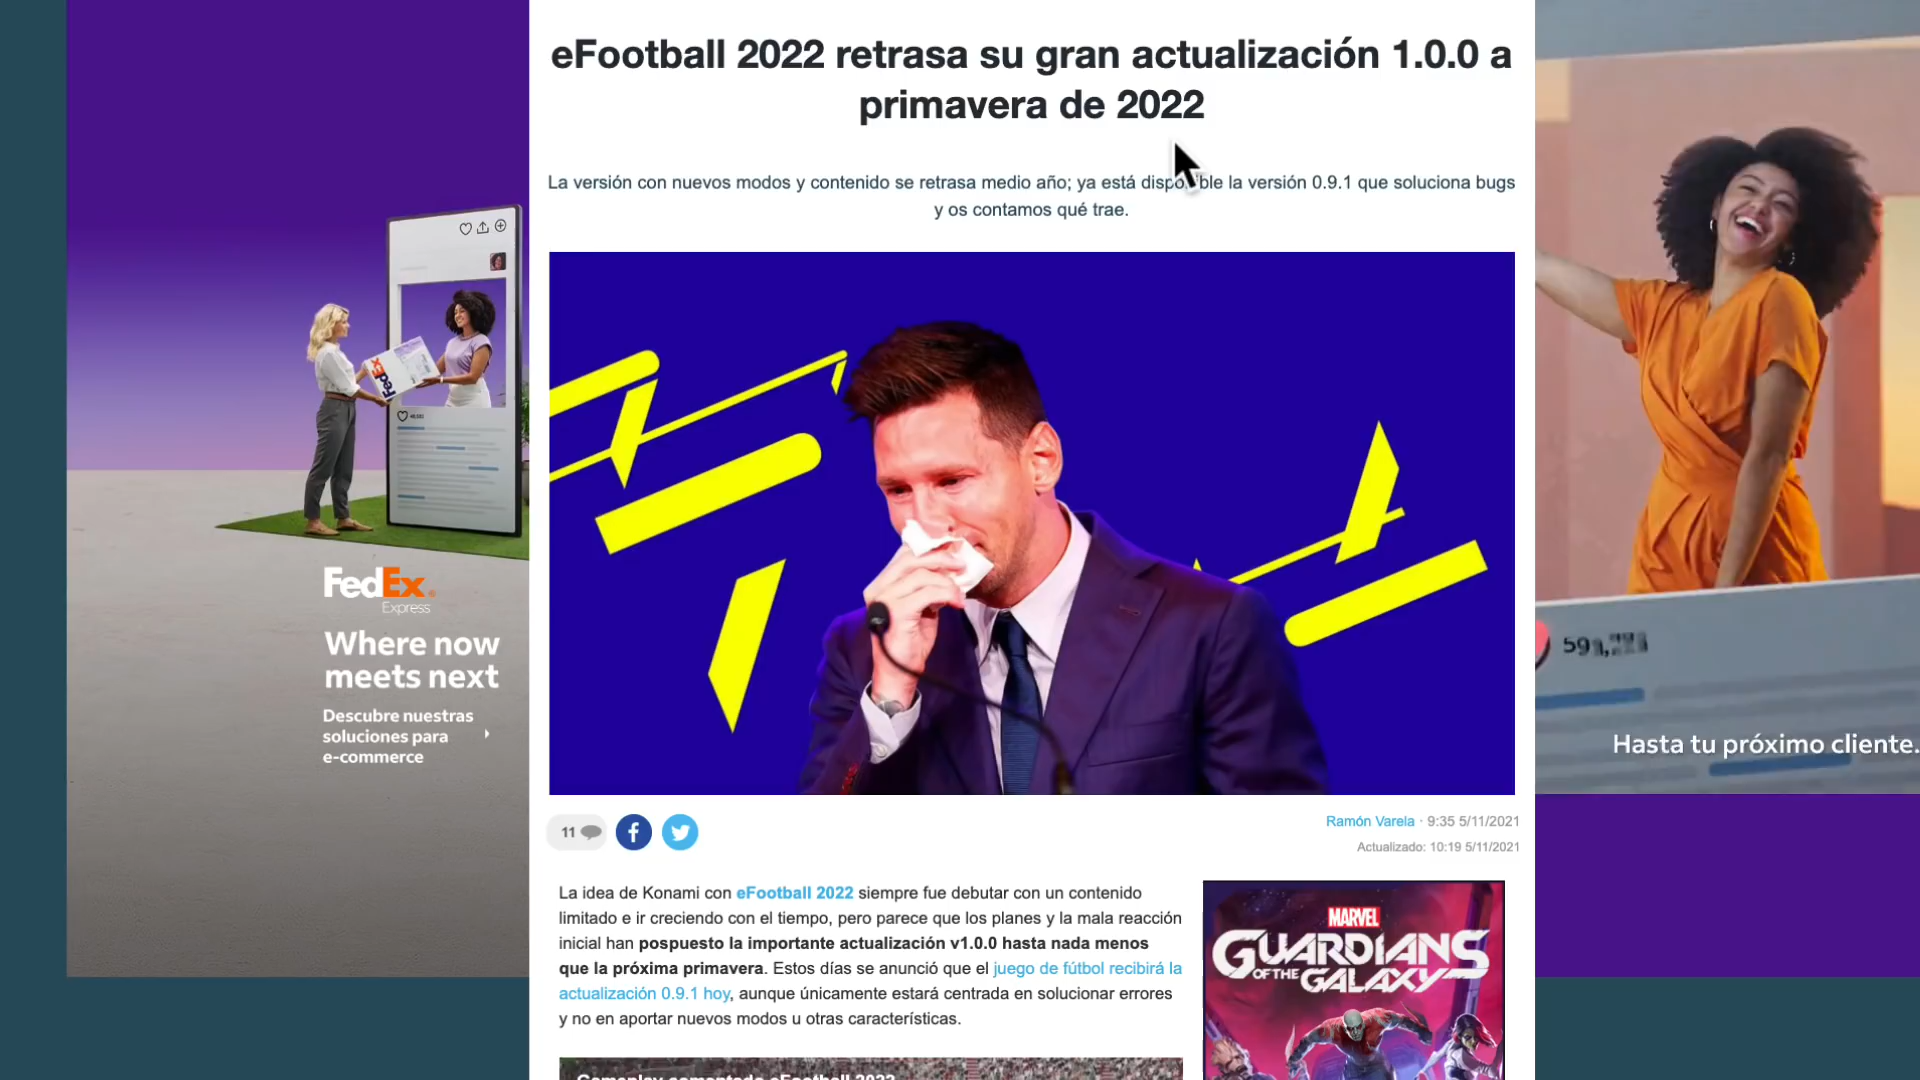 eFootball 2022 retrasa su gran actualización 1.0.0 a
primavera de 2022
La versión con nuevos modos y contenido se retrasa medio año; ya está la versión 0.9.1 que soluciona bugs
y os contamos qué trae.
FedEx
FedEx
Express
Where now
meets next
Descubre nuestras
soluciones para
e-commerce
Hasta tu próximo cliente.
11
Ramón Varela · 9:35 5/11/2021
Actualizado: 10:19 5/11/2021
La idea de Konami con eFootball 2022 siempre fue debutar con un contenido
limitado e ir creciendo con el tiempo, pero parece que los planes y la mala reacción
inicial han pospuesto la importante actualización v1.0.0 hasta nada menos
que la próxima primavera. Estos días se anunció que el juego de fútbol recibirá la
actualización 0.9.1 hoy, aunque únicamente estará centrada en solucionar errores
y no en aportar nuevos modos u otras características.
MARVEL
GUARDIANS
OF THE
GALAXY
Gameplay comentado eFootball 2022